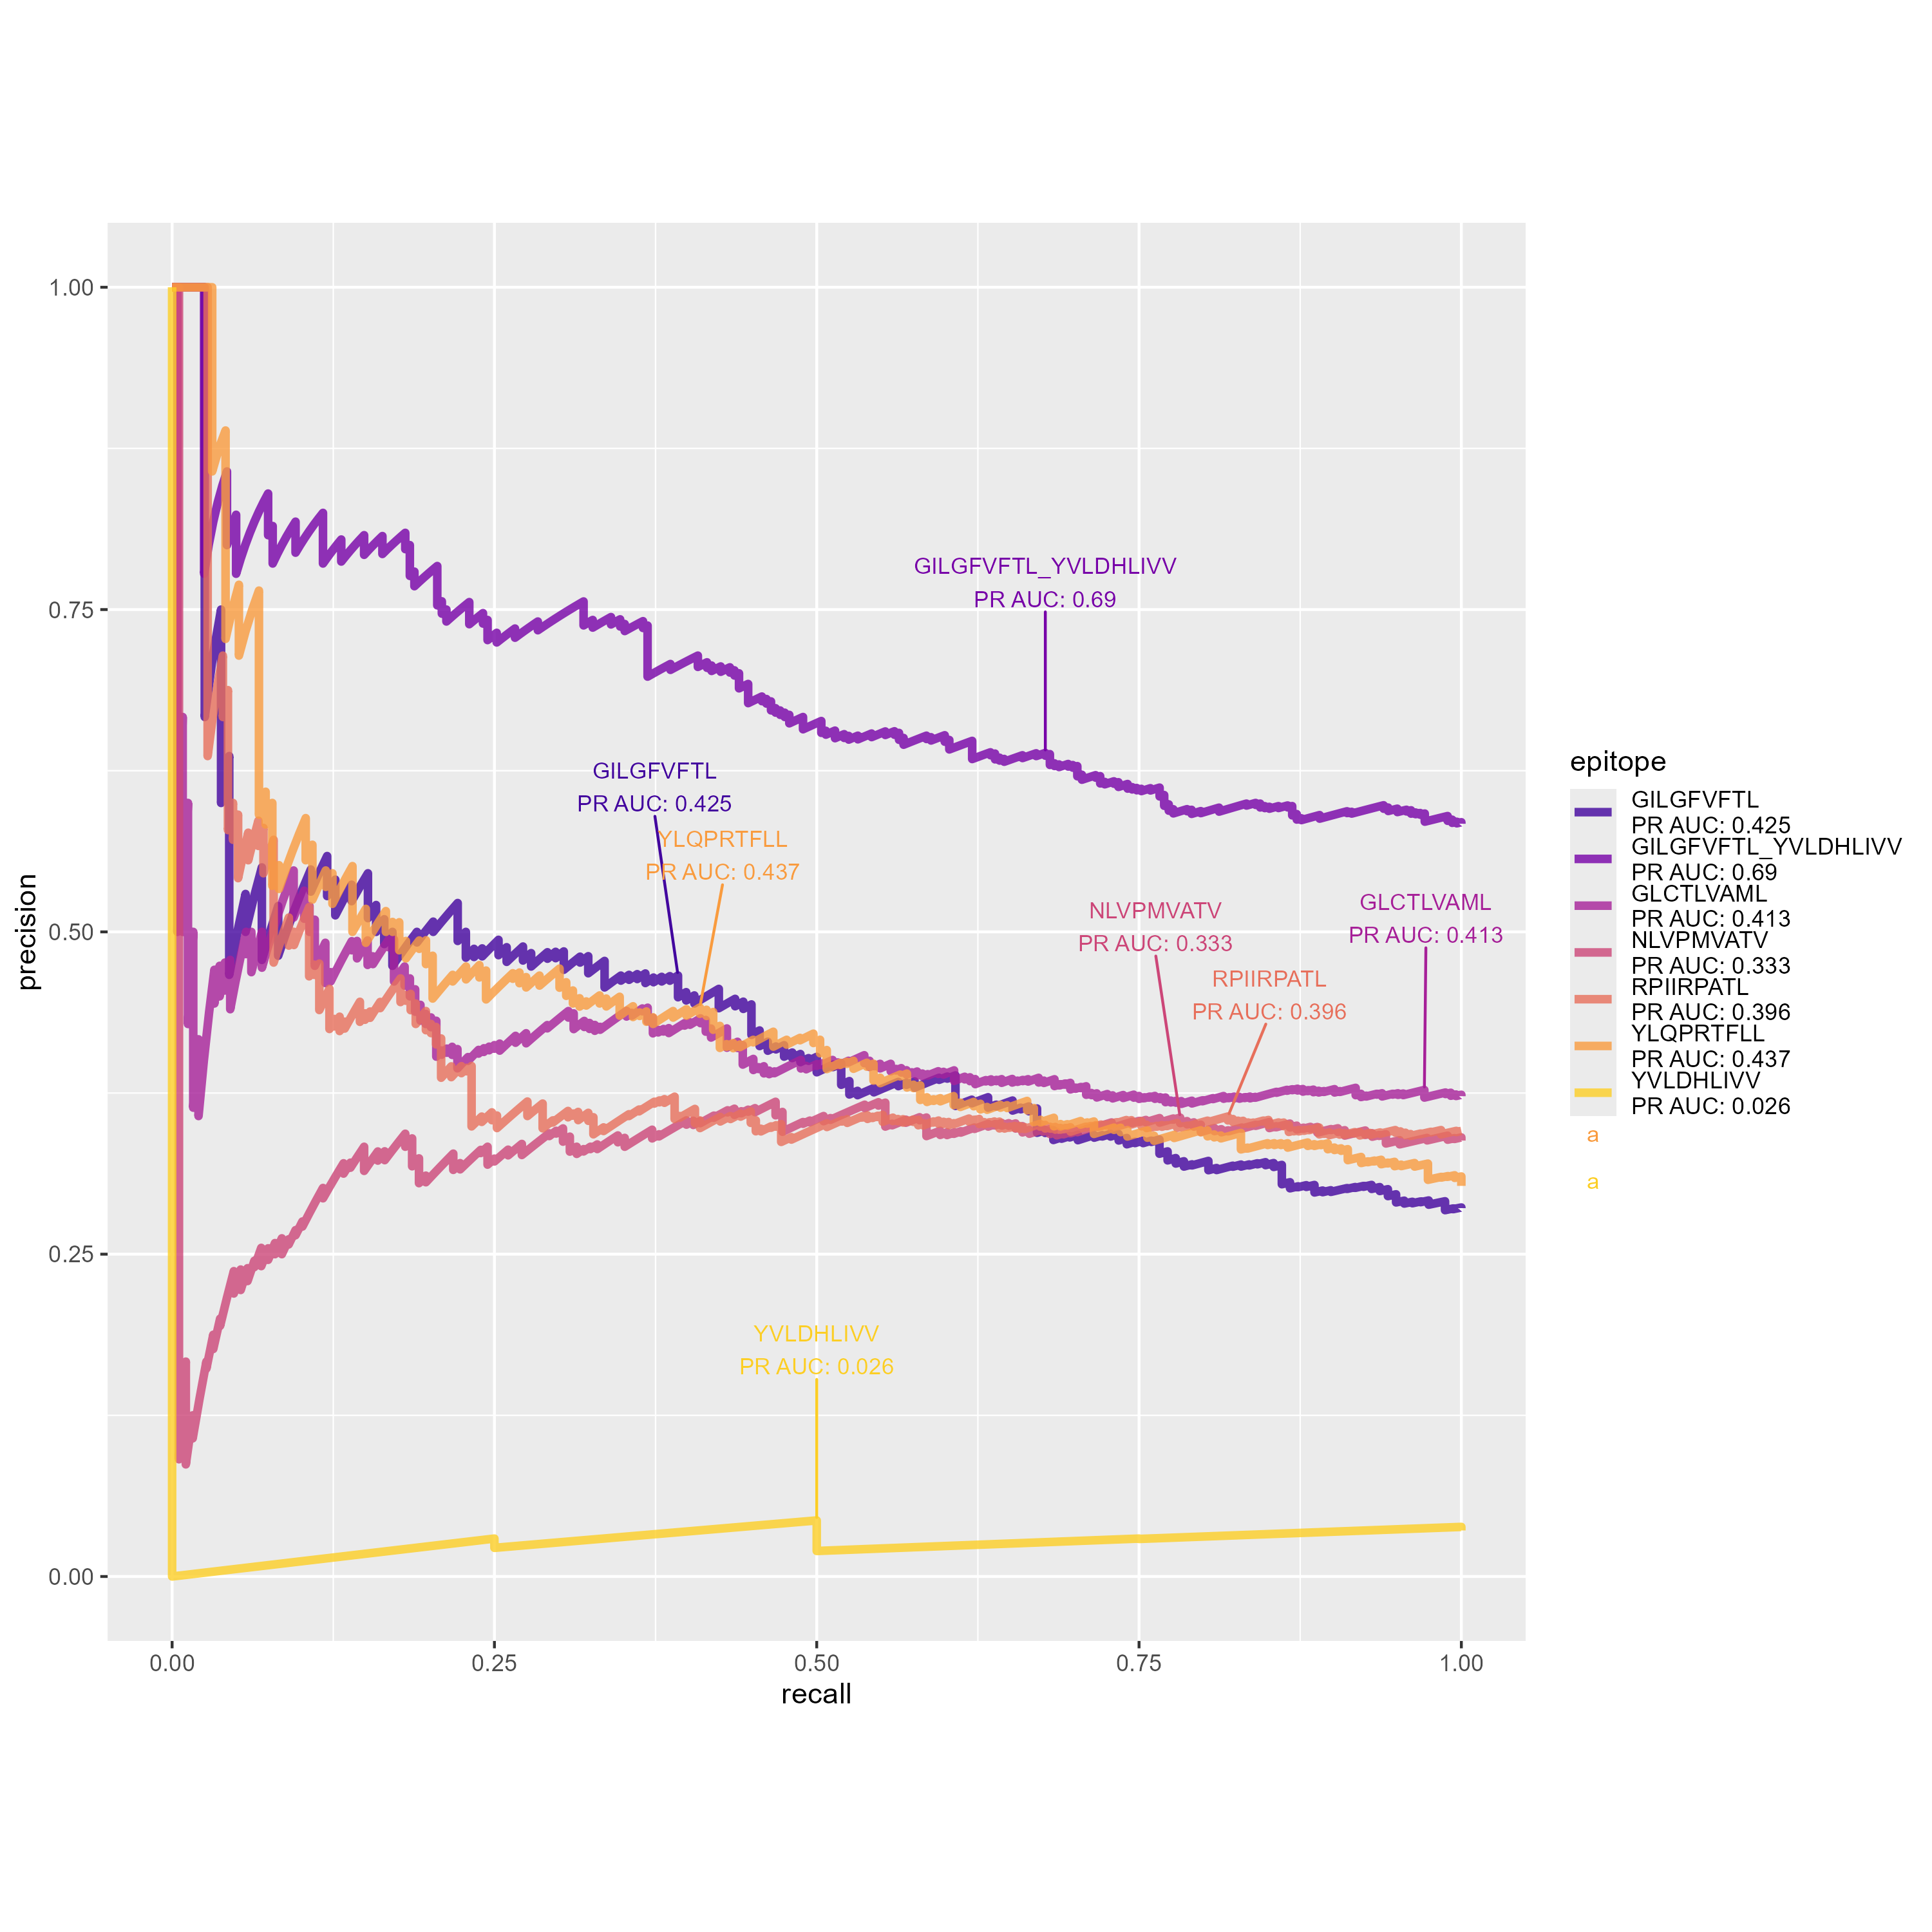 1.00
0.75
0.50
0.25
0.00
precision
0.00
0.25
0.50
0.75
1.00
recall
GILGFVFTL_YVLDHLIVV
PR AUC: 0.69
GILGFVFTL
PR AUC: 0.425
YLQPRTFLL
PR AUC: 0.437
NLVPMVATV
PR AUC: 0.333
GLCTLVAML
PR AUC: 0.413
RPIIRPATL
PR AUC: 0.396
YVLDHLIVV
PR AUC: 0.026
epitope
GILGFVFTL
PR AUC: 0.425
GILGFVFTL_YVLDHLIVV
PR AUC: 0.69
GLCTLVAML
PR AUC: 0.413
NLVPMVATV
PR AUC: 0.333
RPIIRPATL
PR AUC: 0.396
YLQPRTFLL
PR AUC: 0.437
YVLDHLIVV
PR AUC: 0.026
a
a